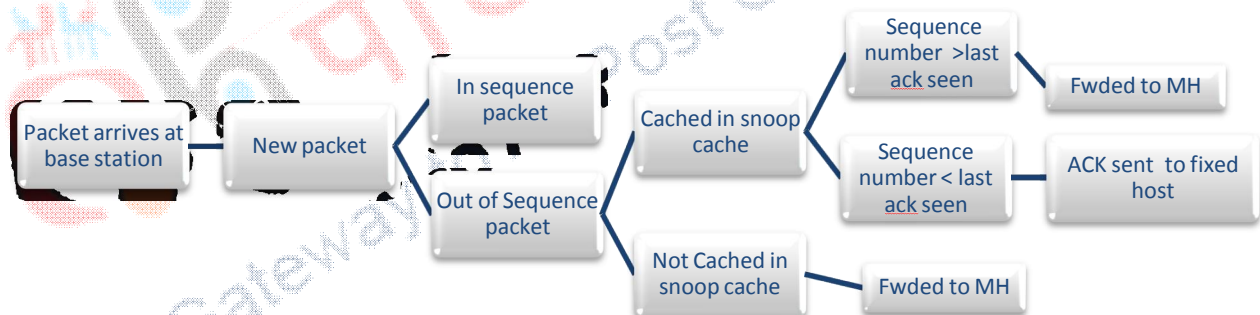 Packet arrives at
base station
New packet
In sequence
packet
Out of Sequence
packet
Cached in snoop
cache
Not Cached in
snoop cache
Sequence
number >last
ack seen
Sequence
number < last
ack seen
Fwded to MH
ACK sent to fixed
host
Fwded to MH
Gateway
Post